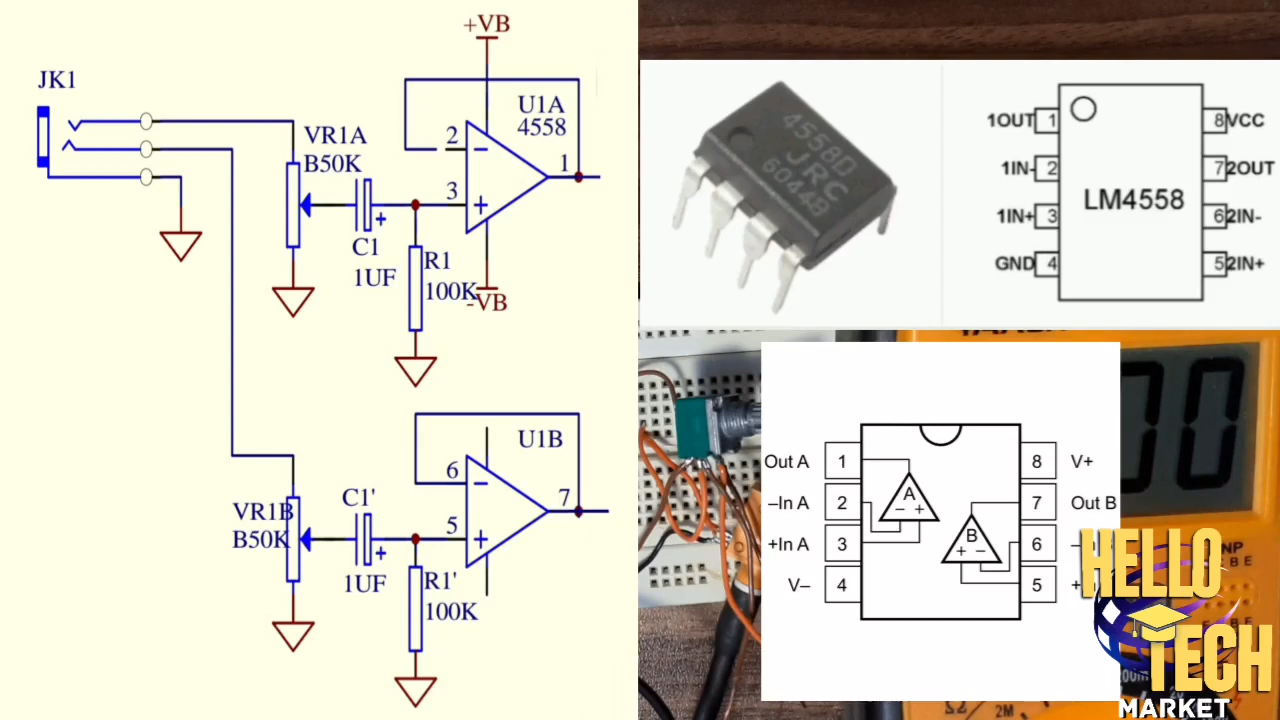 +VB
JK1
U1A
4558
VR1A
B50K
2
1
3
C1
1UF
R1
100K
-VB
U1B
6
7
5
VR1B
B50K
C1'
1UF
R1'
100K
4558D
JRC
6044B
1OUT 1
8 VCC
1IN- 2
7 2OUT
LM4558
1IN+ 3
6 2IN-
GND 4
5 2IN+
Out A 1
8 V+
A
–In A 2
7 Out B
B
+In A 3
6 –
V– 4
5 +
NP
HELLO
TECH
MARKET
2M